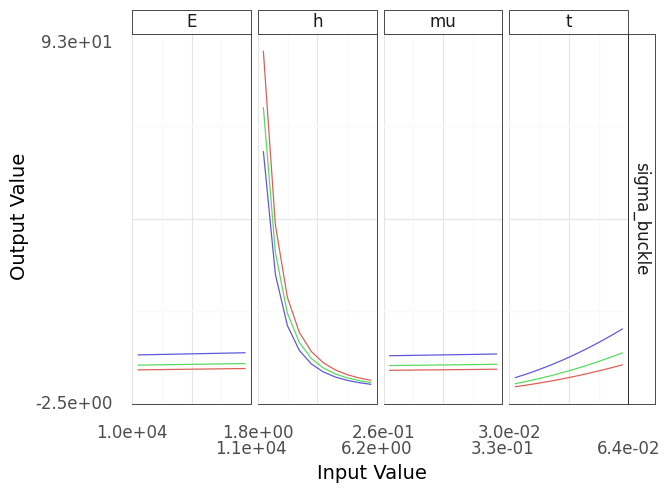 E h mu t
9.3e+01
Output Value
sigma_buckle
-2.5e+00
1.0e+04 1.8e+00 2.6e-01 3.0e-02
1.1e+04 6.2e+00 3.3e-01 6.4e-02
Input Value